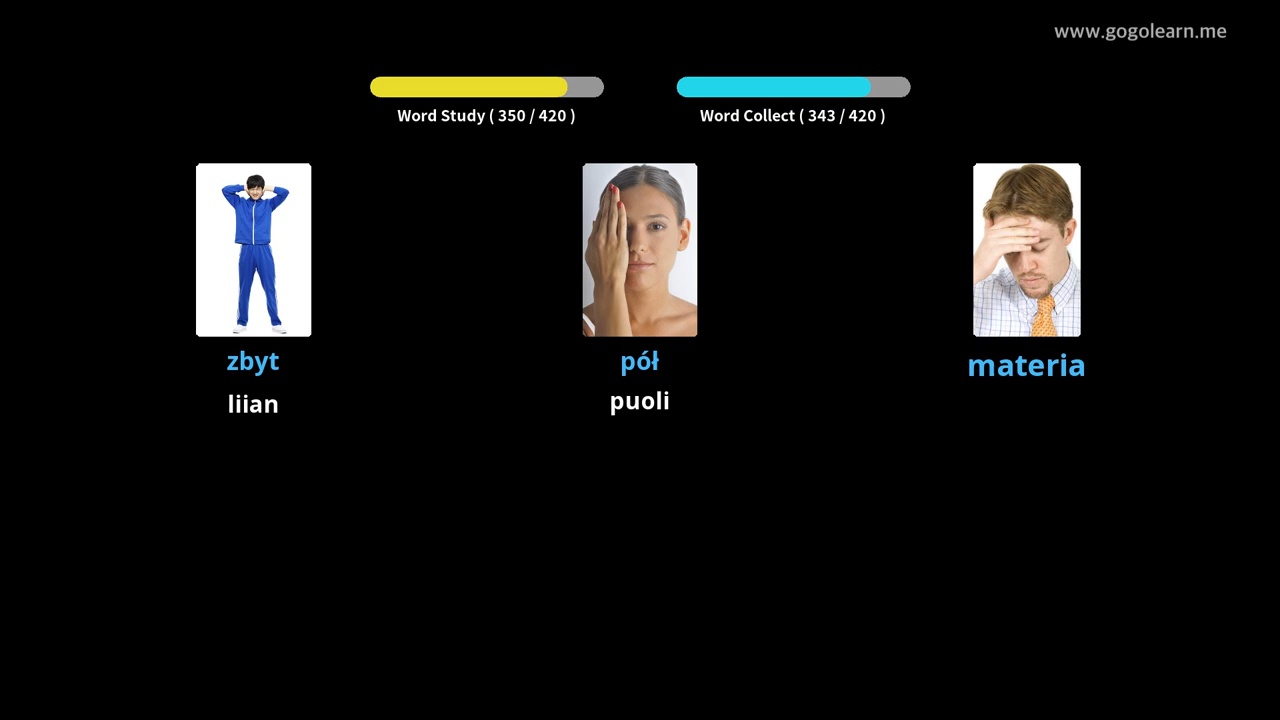 www.gogolearn.me
Word Study ( 350 / 420 )
Word Collect ( 343 / 420 )
zbyt
liian
pół
puoli
materia